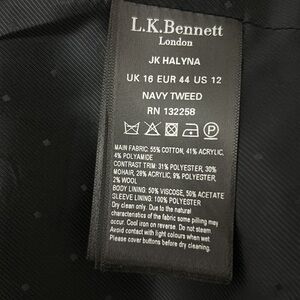 L.K.Bennett
London
JK HALYNA
UK 16 EUR 44 US 12
NAVY TWEED
RN 132258
MAIN FABRIC: 55% COTTON, 41% ACRYLIC,
4% POLYAMIDE
CONTRAST TRIM: 31% POLYESTER, 30%
MOHAIR, 28% ACRYLIC, 9% POLYAMIDE,
2% WOOL
BODY LINING: 50% VISCOSE, 50% ACETATE
SLEEVE LINING: 100% POLYESTER
Dry clean only. Due to the natural
characteristics of the fabric some pilling may
occur. Cool iron on reverse. Do not steam
Avoid contact with light colours when wet
Please cover buttons before dry cleaning.